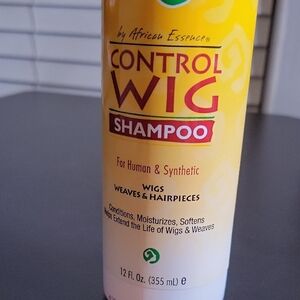 by African Essence®
CONTROL
WIG
SHAMPOO
For Human & Synthetic
WIGS
WEAVES & HAIRPIECES
Conditions, Moisturizes, Softens
Helps Extend the Life of Wigs & Weaves
12 Fl. Oz. (355 mL) e